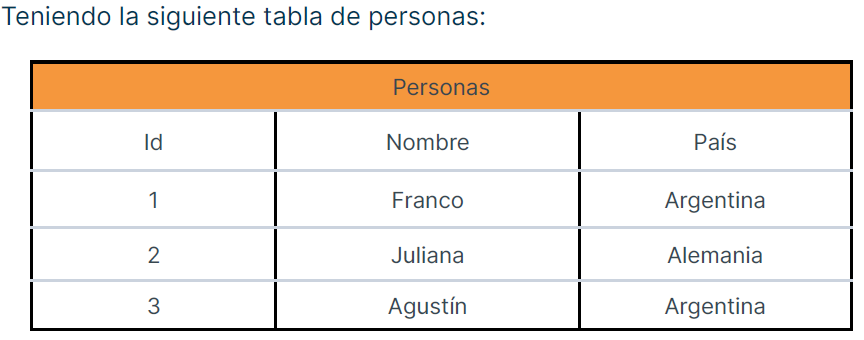 Teniendo la siguiente tabla de personas:
Personas
Id Nombre País
1 Franco Argentina
2 Juliana Alemania
3 Agustín Argentina